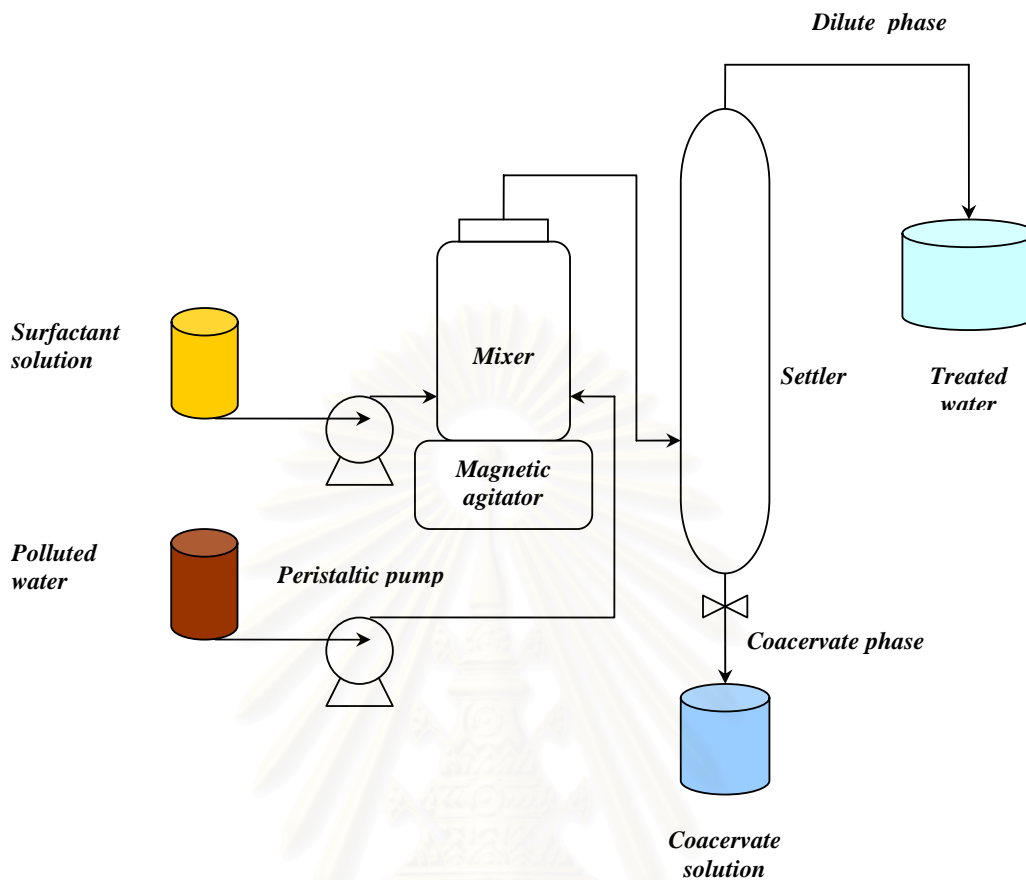 Dilute phase
Surfactant
solution
Mixer
Settler
Treated
water
Magnetic
agitator
Polluted
water
Peristaltic pump
Coacervate phase
Coacervate
solution